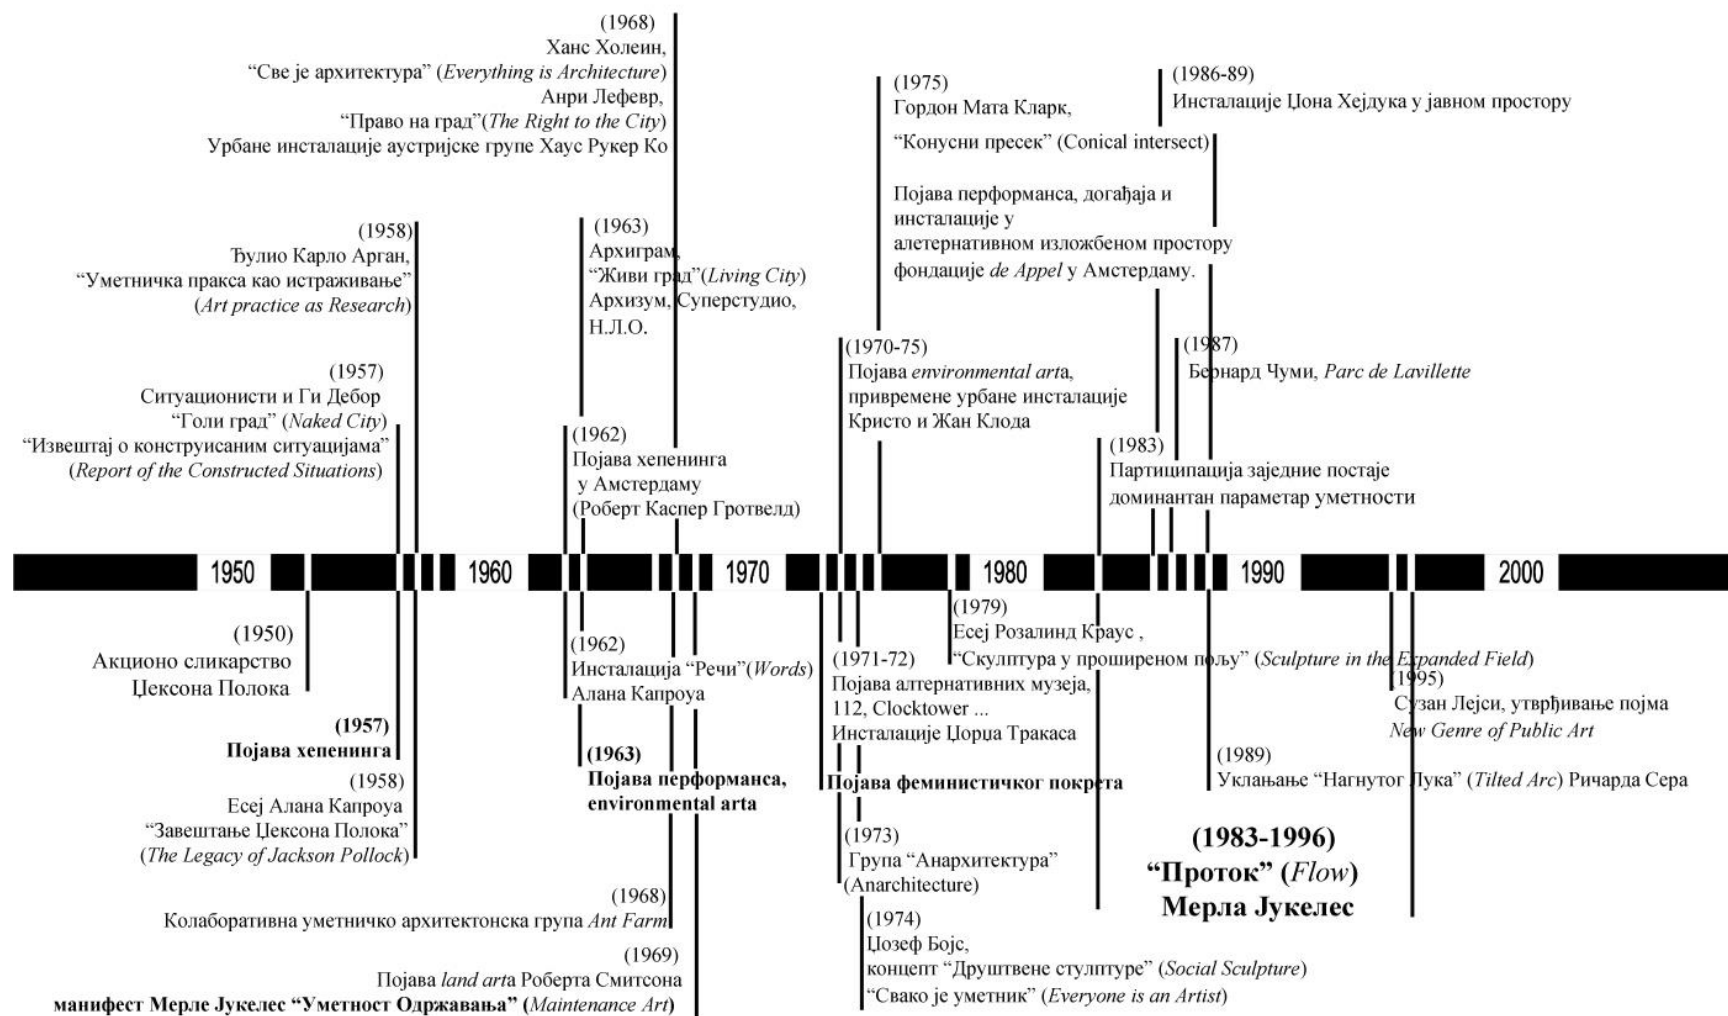 (1968)
Ханс Холеин,
“Све је архитектура” (Everything is Architecture)
Анри Лефевр,
“Право на град”(The Right to the City)
Урбане инсталације аустријске групе Хаус Рукер Ко
(1975)
Гордон Мата Кларк,
“Конусни пресек” (Conical intersect)
Појава перформанса, догађаја и
инсталације у
алетернативном изложбеном простору
фондације de Appel у Амстердаму.
(1986-89)
Инсталације Џона Хејдука у јавном простору
(1958)
Ђулио Карло Арган,
“Уметничка пракса као истраживање”
(Art practice as Research)
(1963)
Архиграм,
“Живи град”(Living City)
Архизум, Суперстудио,
Н.Л.О.
(1957)
Ситуационисти и Ги Дебор
“Голи град” (Naked City)
“Извештај о конструисаним ситуацијама”
(Report of the Constructed Situations)
(1962)
Појава хепенинга
у Амстердаму
(Роберт Каспер Гротвелд)
(1970-75)
Појава environmental artа,
привремене урбане инсталације
Кристо и Жан Клода
(1987)
Бернард Чуми, Parc de Lavillette
(1983)
Партиципација заједние постаје
доминантан параметар уметности
1950 1960 1970 1980 1990 2000
(1950)
Акционо сликарство
Џексона Полока
(1957)
Појава хепенинга
(1958)
Есеј Алана Капроуа
“Завештање Џексона Полока”
(The Legacy of Jackson Pollock)
(1962)
Инсталација “Речи”(Words)
Алана Капроуа
(1963)
Појава перформанса,
environmental arta
(1968)
Колаборативна уметничко архитектонска група Ant Farm
(1969)
Појава land artа Роберта Смитсона
манифест Мерле Јукелес “Уметност Одржавања” (Maintenance Art)
(1971-72)
Појава алтернативних музеја,
112, Clocktower ...
Инсталације Џорџа Тракаса
Појава феминистичког покрета
(1973)
Група “Анархитектура”
(Anarchitecture)
(1974)
Џозеф Бојс,
концепт “Друштвене стулптуре” (Social Sculpture)
“Свако је уметник” (Everyone is an Artist)
(1979)
Есеј Розалинд Краус ,
“Скулптура у проширеном пољу” (Sculpture in the Expanded Field)
(1995)
Сузан Лејси, утврђивање појма
New Genre of Public Art
(1989)
Уклањање “Нагнутог Лука” (Tilted Arc) Ричарда Сера
(1983-1996)
“Проток” (Flow)
Мерла Јукелес